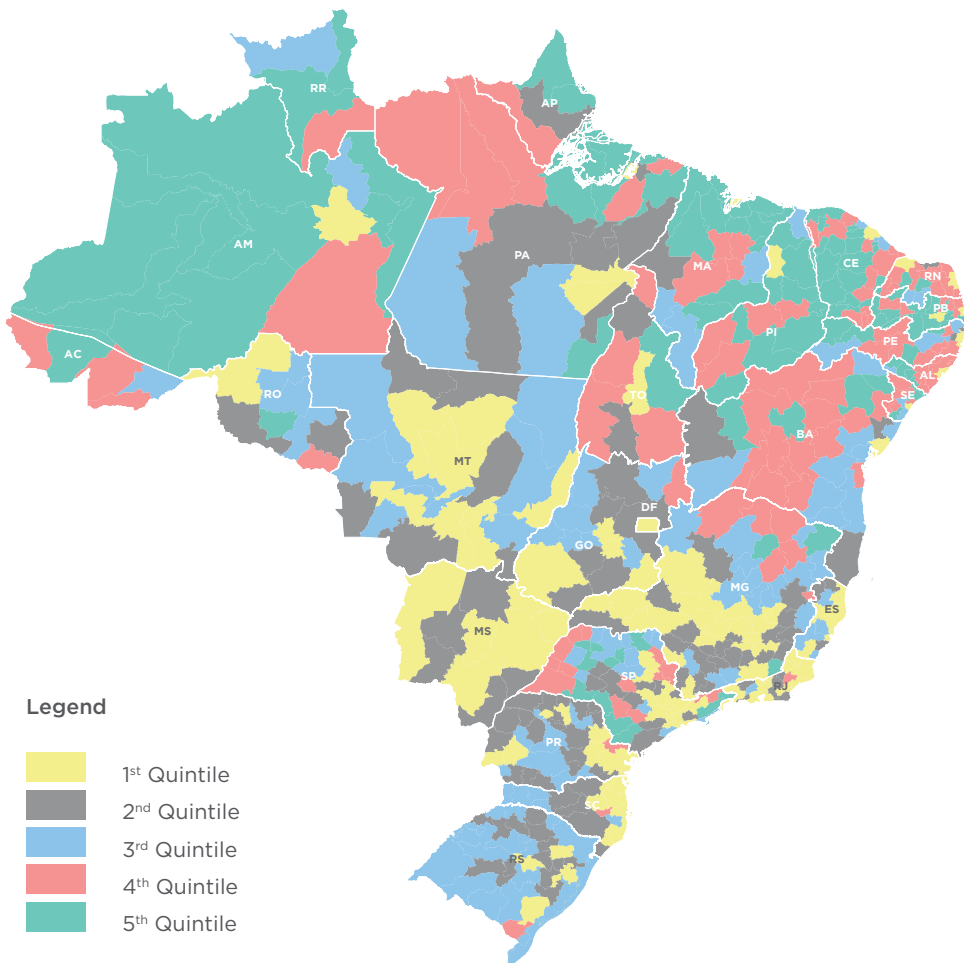 RR
AP
AM
PA
MA
CE
RN
PB
PI
PE
AC
AL
TO
SE
RO
BA
MT
DF
GO
MG
ES
MS
SP
RJ
PR
SC
RS
Legend
1st Quintile
2nd Quintile
3rd Quintile
4th Quintile
5th Quintile